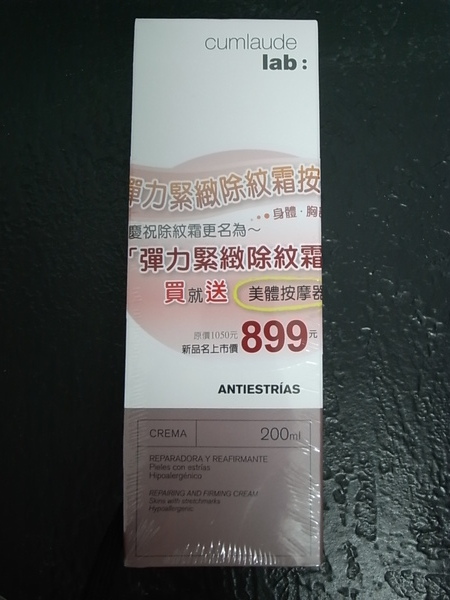 cumlaude
lab:
彈力緊緻除紋霜按
身體‧胸
慶祝除紋霜更名為～
「彈力緊緻除紋霜
買就送 美體按摩器
原價1050元
新品名上市價 899元
ANTIESTRÍAS
CREMA 200ml
REPARADORA Y REAFIRMANTE
Pieles con estrías
Hipoalergénico
REPAIRING AND FIRMING CREAM
Skins with stretchmarks
Hypoallergenic